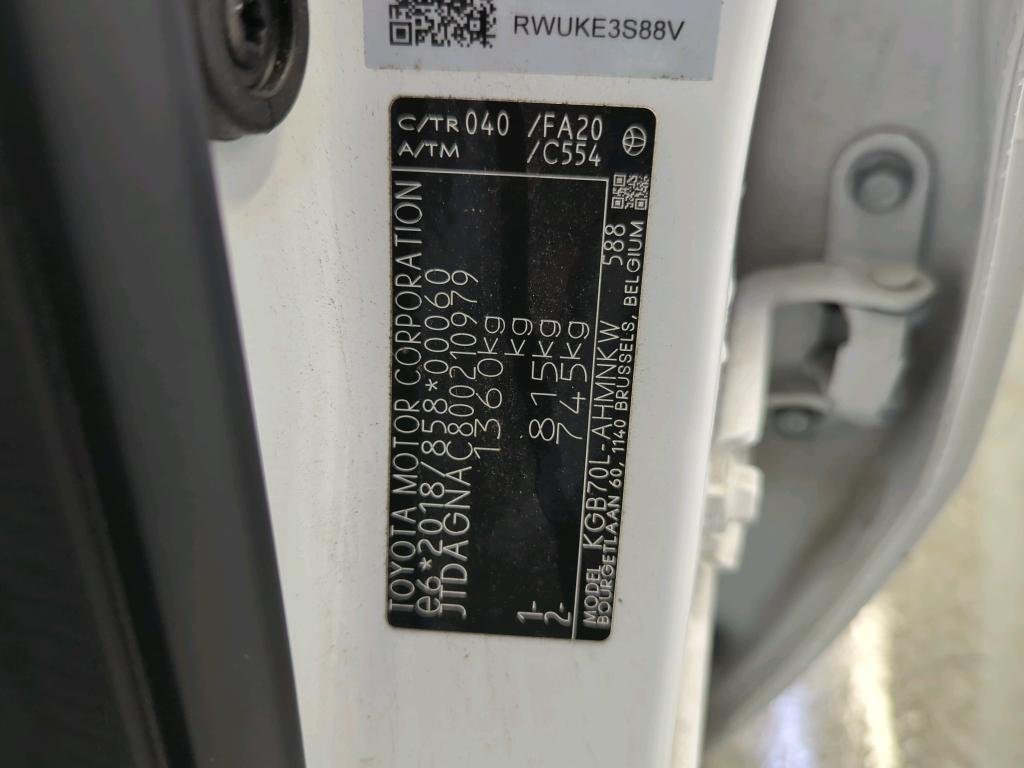 RWUKE3S88V
C/TR 040 /FA20
A/TM /C554
TOYOTA MOTOR CORPORATION
e6*2018/858*00060
JTDAGNAC800210979
1360kg
kg
1- 815kg
2- 745kg
MODEL KGB70L-AHMNKW 588
BOURGETLAAN 60, 1140 BRUSSELS, BELGIUM